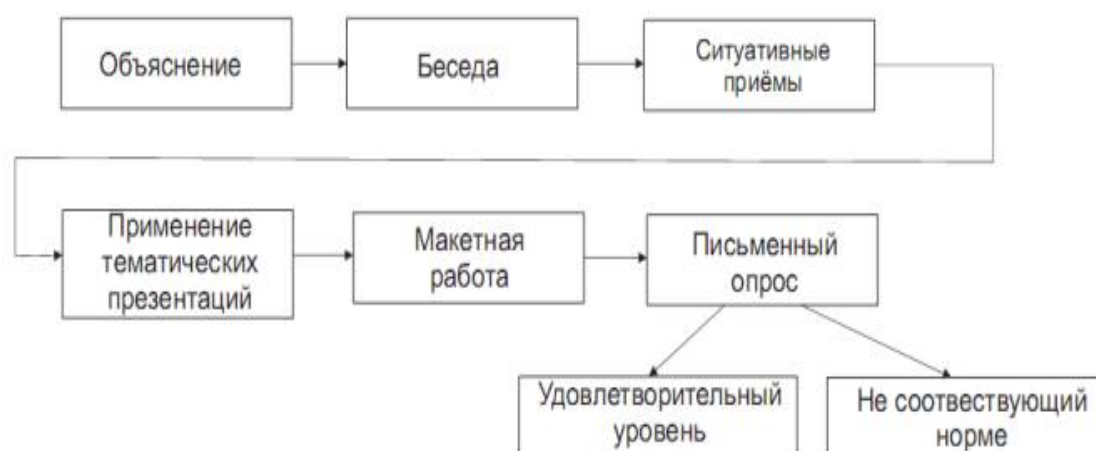 Объяснение
Беседа
Ситуативные
приёмы
Применение
тематических
презентаций
Макетная
работа
Письменный
опрос
Удовлетворительный
уровень
Не соотвествующий
норме